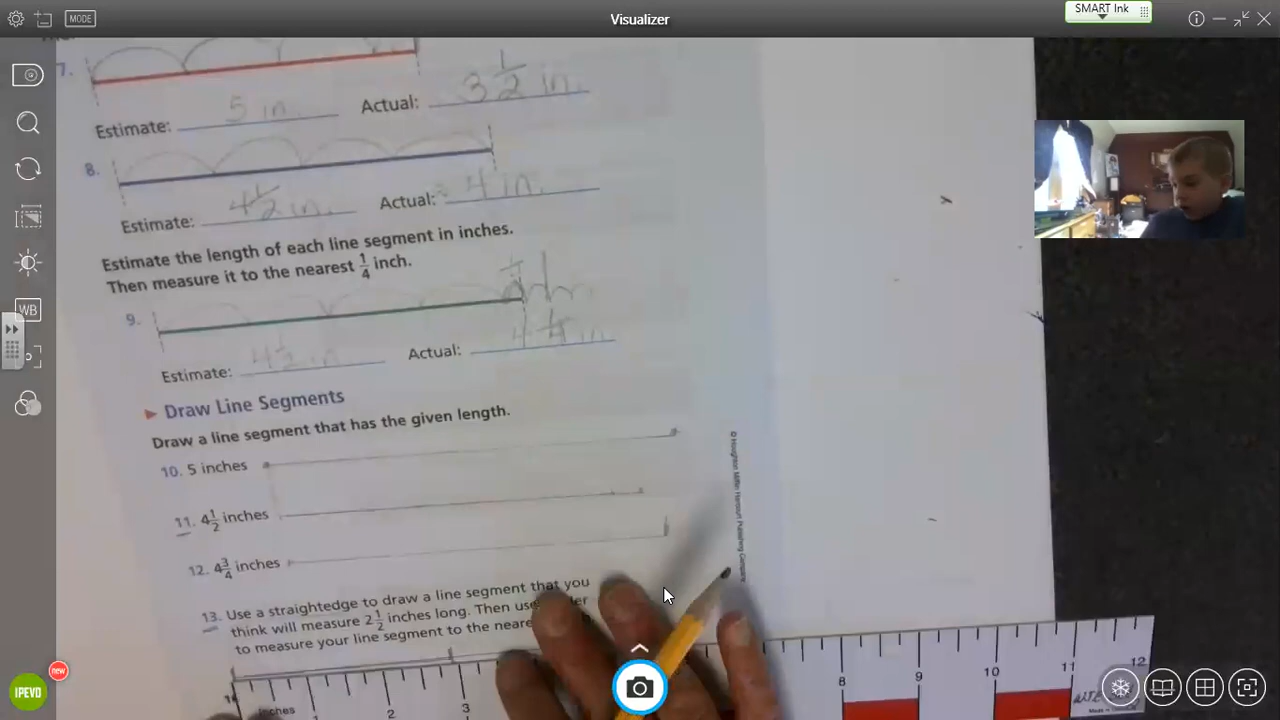 MODE
Visualizer
SMART Ink
7.
Estimate: 5 in. Actual: 3 1/2 in.
8.
Estimate: 4 1/2 in. Actual: 4 in.
Estimate the length of each line segment in inches.
Then measure it to the nearest 1/4 inch.
9.
Estimate: 4 1/2 in Actual: 4 1/4 in
▶ Draw Line Segments
Draw a line segment that has the given length.
10. 5 inches
11. 4 1/2 inches
12. 4 3/4 inches
13. Use a straightedge to draw a line segment that you
think will measure 2 1/2 inches long. Then use
to measure your line segment to the
© Houghton Mifflin Harcourt Publishing Company
WB
new
IPEVO
Inches 2 3 8 9 10 11 12